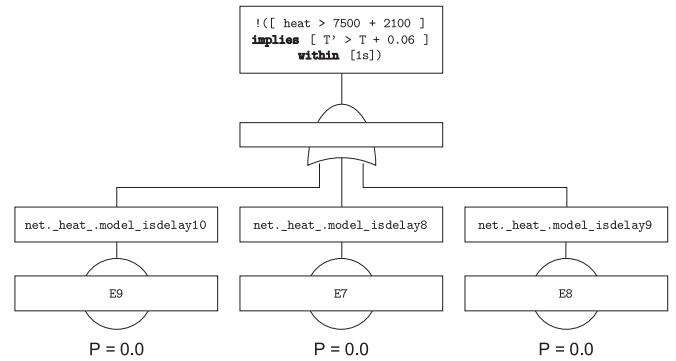 !([ heat > 7500 + 2100 ]
implies [ T' > T + 0.06 ]
within [1s])
net._heat_.model_isdelay10
net._heat_.model_isdelay8
net._heat_.model_isdelay9
E9
E7
E8
P = 0.0
P = 0.0
P = 0.0